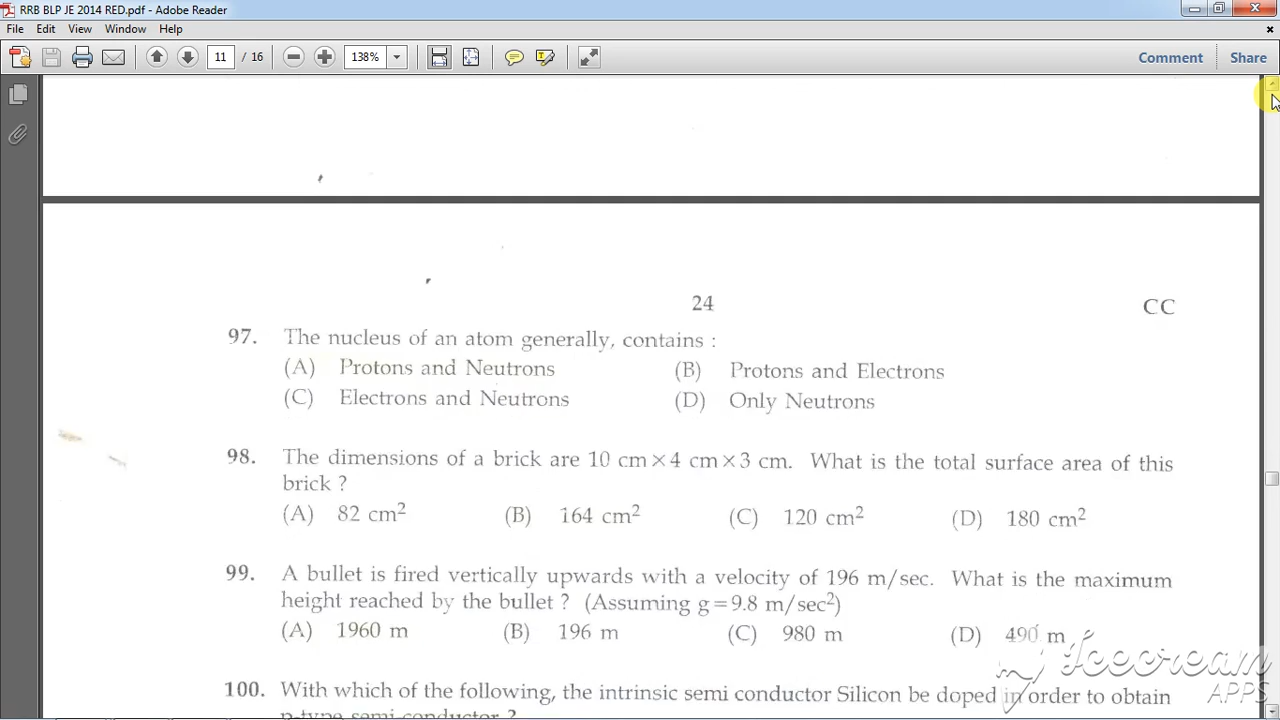 RRB BLP JE 2014 RED.pdf - Adobe Reader
File Edit View Window Help
11 / 16 138% Comment Share
24 CC
97. The nucleus of an atom generally, contains :
(A) Protons and Neutrons (B) Protons and Electrons
(C) Electrons and Neutrons (D) Only Neutrons
98. The dimensions of a brick are 10 cm×4 cm×3 cm. What is the total surface area of this
brick ?
(A) 82 cm² (B) 164 cm² (C) 120 cm² (D) 180 cm²
99. A bullet is fired vertically upwards with a velocity of 196 m/sec. What is the maximum
height reached by the bullet ? (Assuming g=9.8 m/sec²)
(A) 1960 m (B) 196 m (C) 980 m (D) 490 m
Icecream
APPS
100. With which of the following, the intrinsic semi conductor Silicon be doped in order to obtain
p-type semi-conductor ?